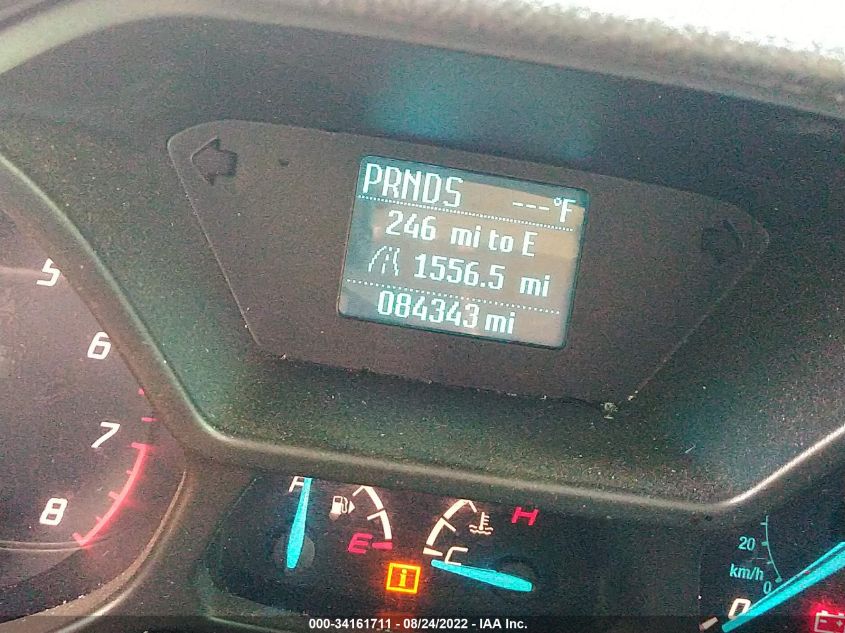 PRNDS ---°F
246 mi to E
1556.5 mi
084343 mi
5
6
7
8
F
E
H
C
i
20
km/h
0
0
000-34161711 - 08/24/2022 - IAA Inc.